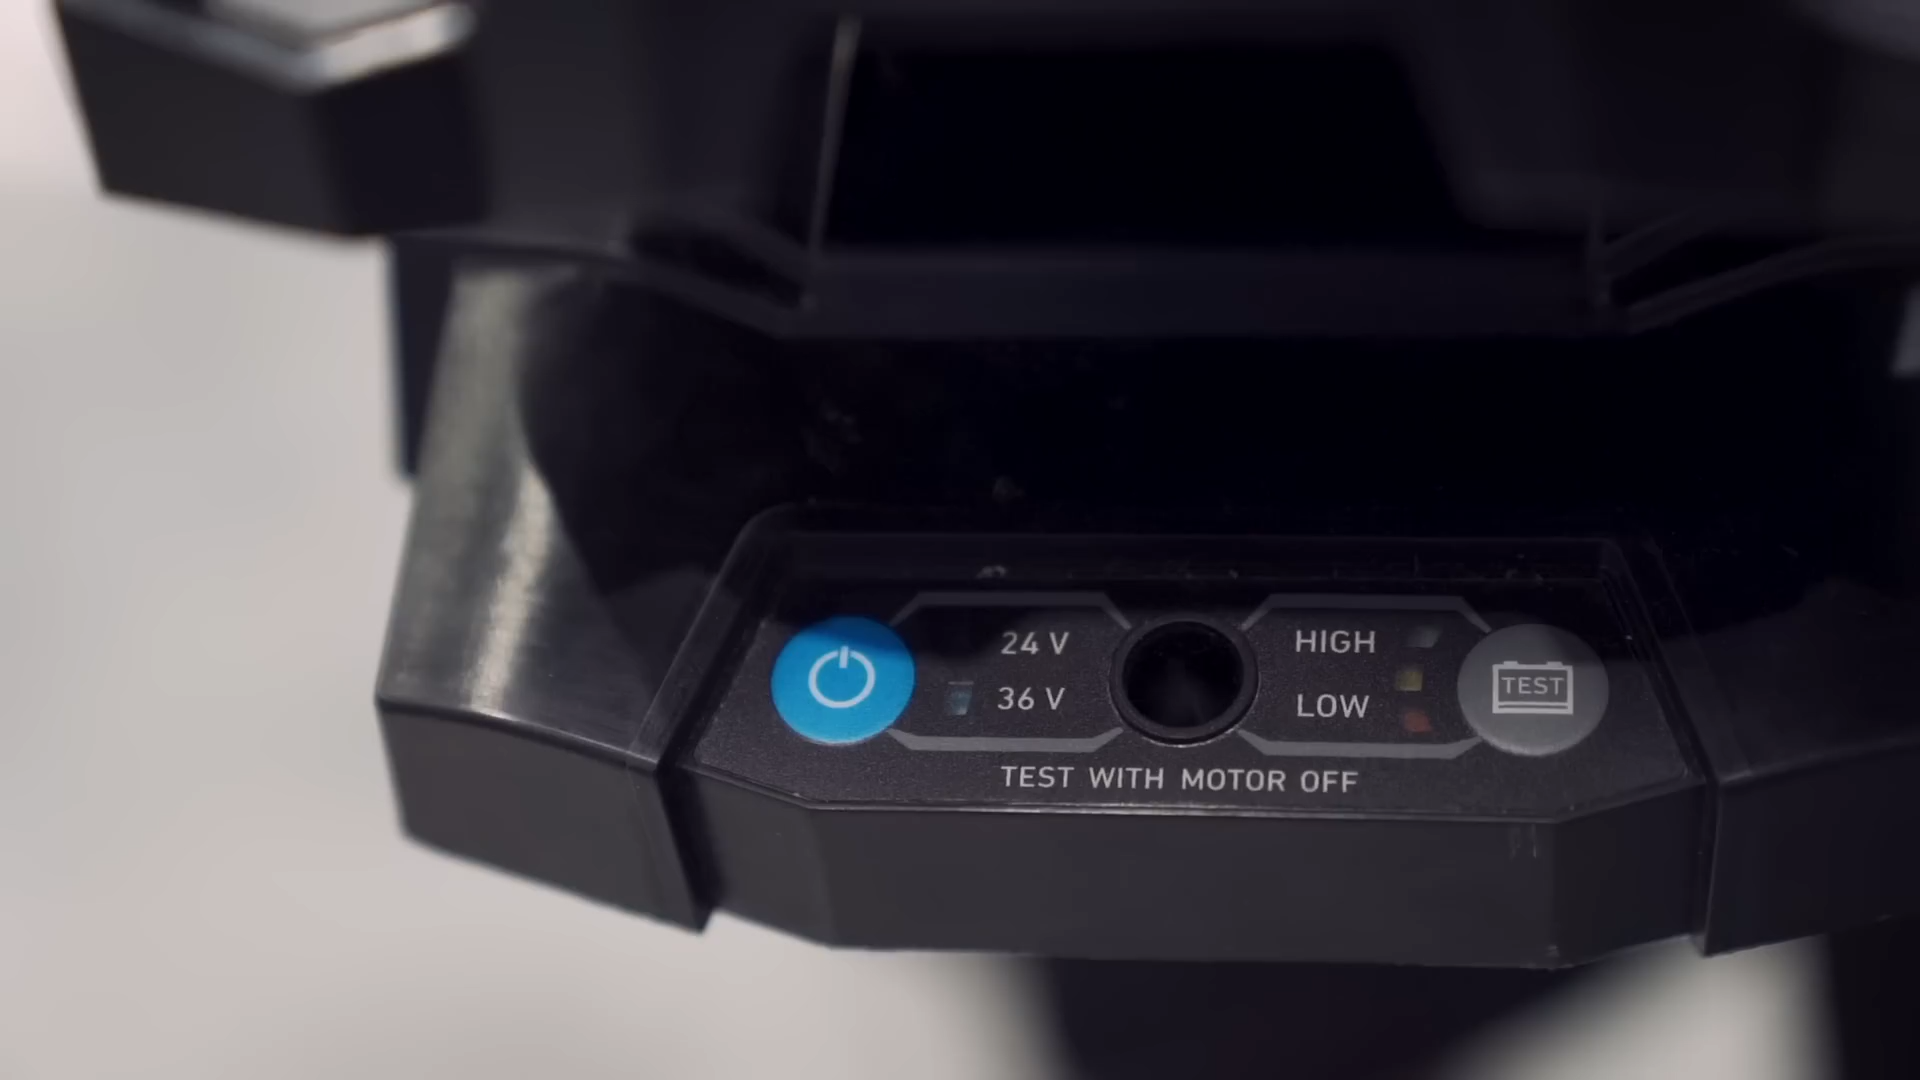 24 V
36 V
HIGH
LOW
TEST
TEST WITH MOTOR OFF